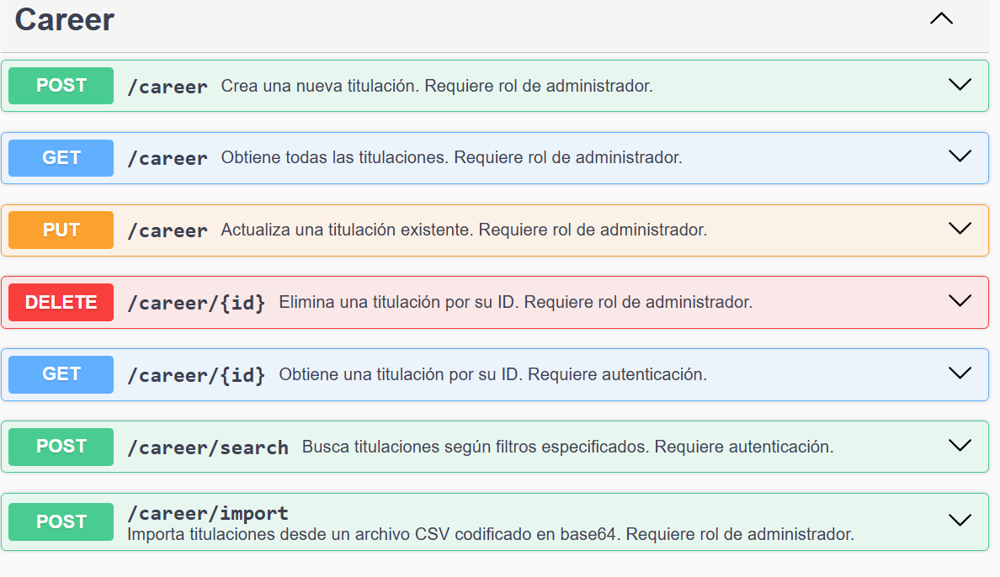 Career
POST /career Crea una nueva titulación. Requiere rol de administrador.
GET /career Obtiene todas las titulaciones. Requiere rol de administrador.
PUT /career Actualiza una titulación existente. Requiere rol de administrador.
DELETE /career/{id} Elimina una titulación por su ID. Requiere rol de administrador.
GET /career/{id} Obtiene una titulación por su ID. Requiere autenticación.
POST /career/search Busca titulaciones según filtros especificados. Requiere autenticación.
POST /career/import
Importa titulaciones desde un archivo CSV codificado en base64. Requiere rol de administrador.